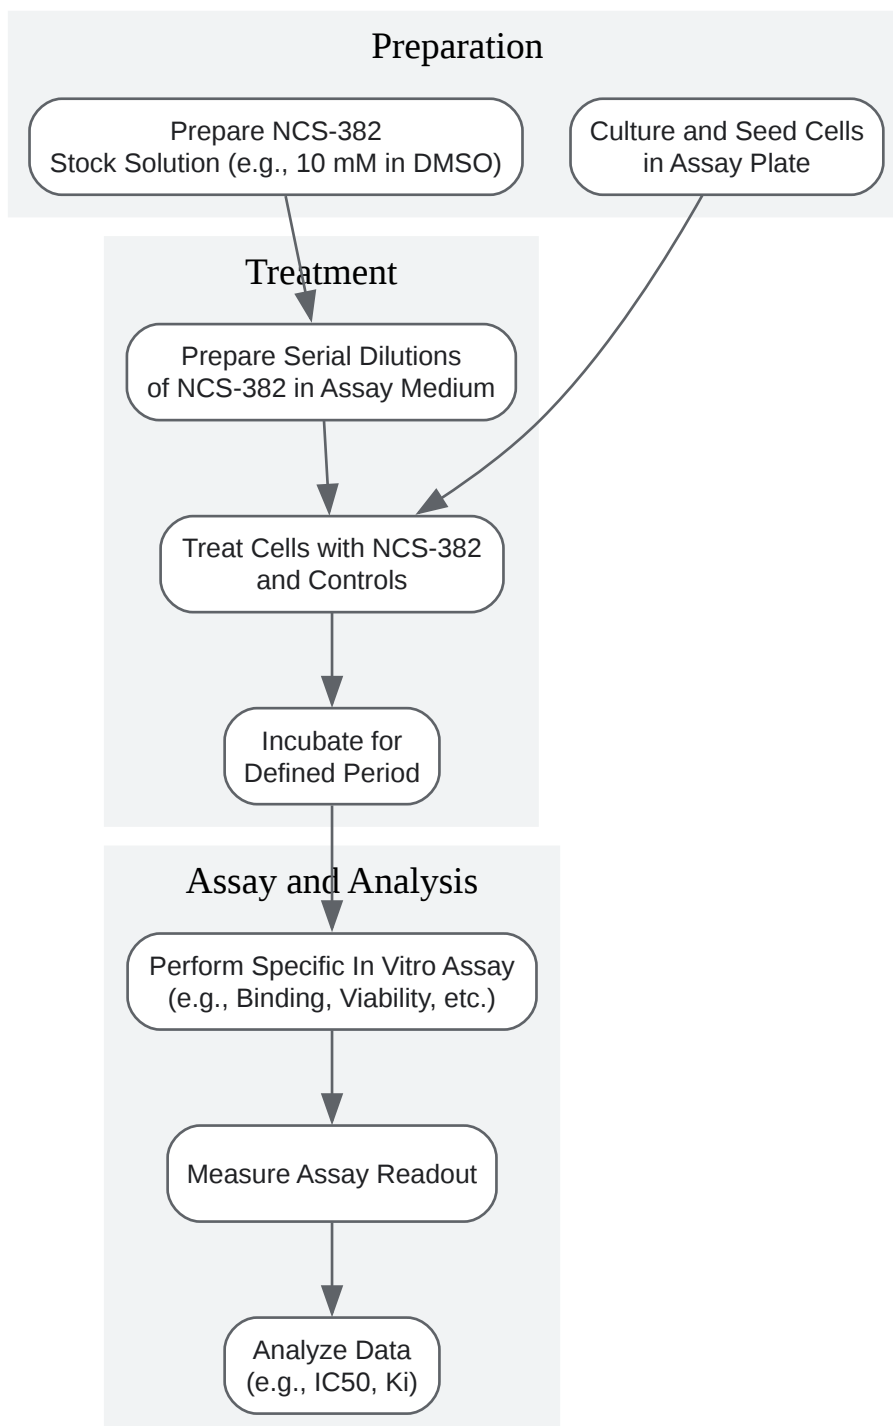 Preparation
Prepare NCS-382
Stock Solution (e.g., 10 mM in DMSO)
Culture and Seed Cells
in Assay Plate
Treatment
Prepare Serial Dilutions
of NCS-382 in Assay Medium
Treat Cells with NCS-382
and Controls
Incubate for
Defined Period
Assay and Analysis
Perform Specific In Vitro Assay
(e.g., Binding, Viability, etc.)
Measure Assay Readout
Analyze Data
(e.g., IC50, Ki)